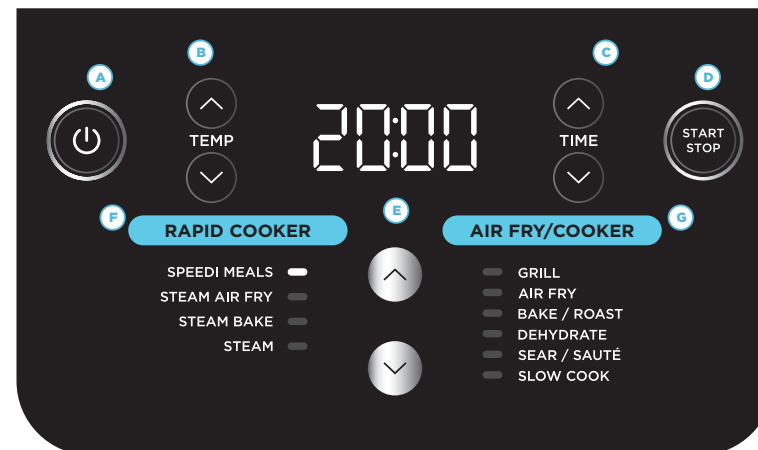 A
B
C
D
TEMP
20:00
TIME
START
STOP
F
E
G
RAPID COOKER
AIR FRY/COOKER
SPEEDI MEALS
STEAM AIR FRY
STEAM BAKE
STEAM
GRILL
AIR FRY
BAKE / ROAST
DEHYDRATE
SEAR / SAUTÉ
SLOW COOK